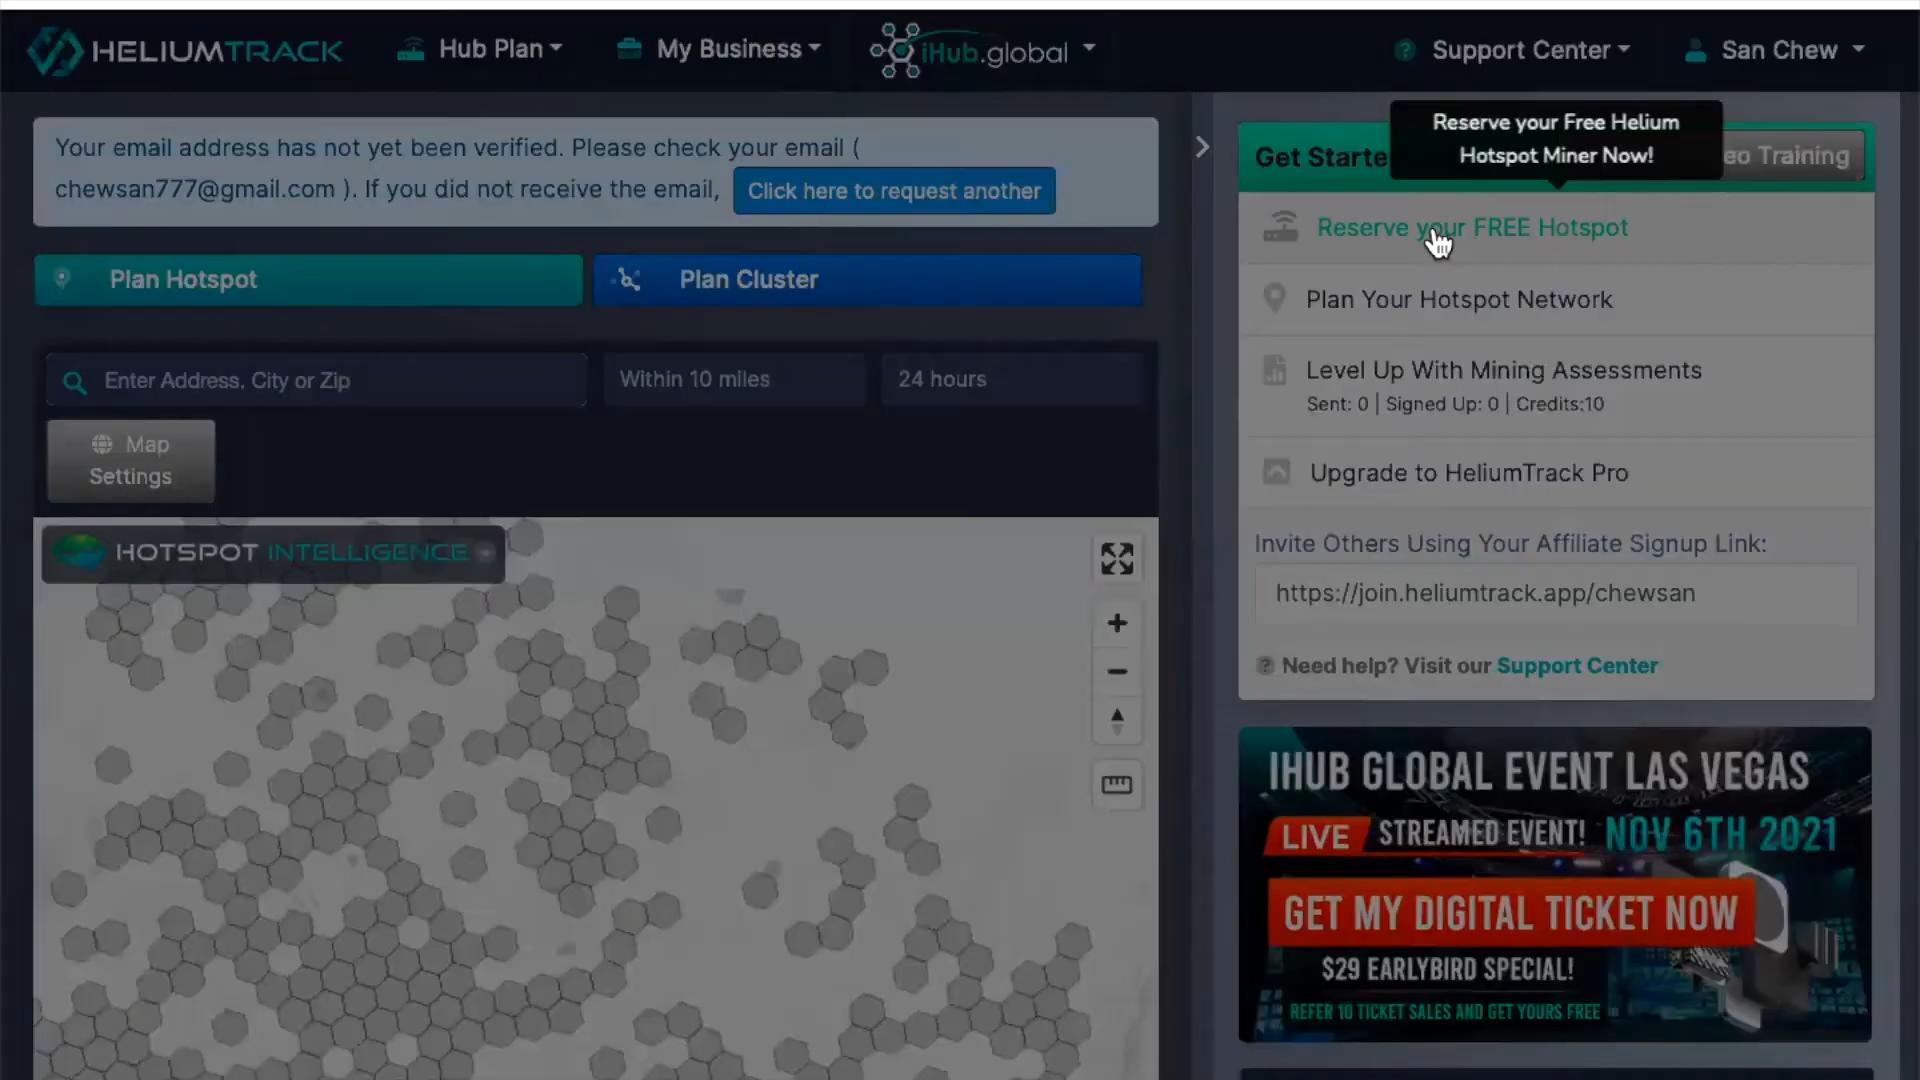 HELIUMTRACK
Hub Plan
My Business
iHub.global
Support Center
San Chew
Your email address has not yet been verified. Please check your email (
chewsan777@gmail.com ). If you did not receive the email,
Click here to request another
Plan Hotspot
Plan Cluster
Enter Address, City or Zip
Within 10 miles
24 hours
Map
Settings
HOTSPOT INTELLIGENCE
Reserve your Free Helium
Hotspot Miner Now!
Get Starte
eo Training
Reserve your FREE Hotspot
Plan Your Hotspot Network
Level Up With Mining Assessments
Sent: 0 | Signed Up: 0 | Credits:10
Upgrade to HeliumTrack Pro
Invite Others Using Your Affiliate Signup Link:
https://join.heliumtrack.app/chewsan
Need help? Visit our Support Center
IHUB GLOBAL EVENT LAS VEGAS
LIVE STREAMED EVENT! NOV 6TH 2021
GET MY DIGITAL TICKET NOW
$29 EARLYBIRD SPECIAL!
REFER 10 TICKET SALES AND GET YOURS FREE